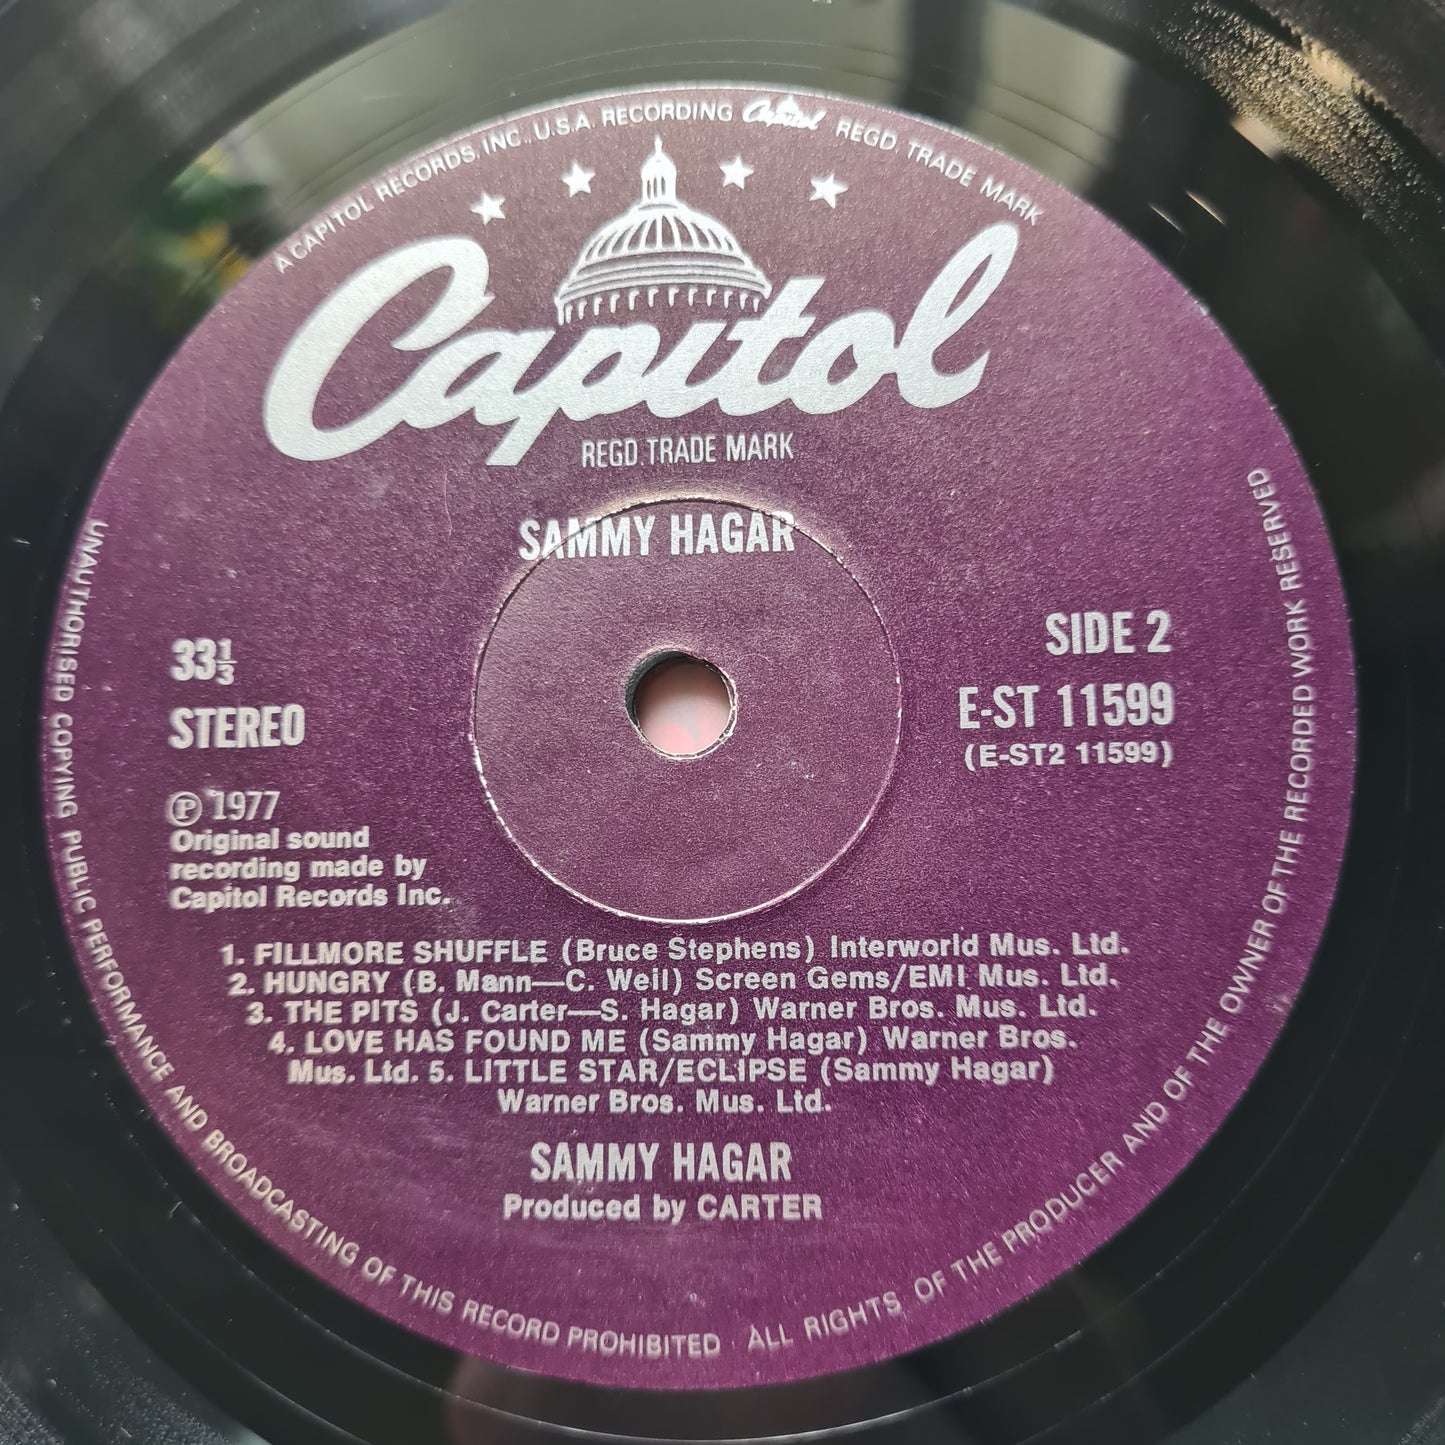 A CAPITOL RECORDS, INC., U.S.A. RECORDING Capitol REGD. TRADE MARK
Capitol
REGD. TRADE MARK
SAMMY HAGAR
33⅓
STEREO
℗ 1977
Original sound
recording made by
Capitol Records Inc.
SIDE 2
E-ST 11599
(E-ST2 11599)
1. FILLMORE SHUFFLE (Bruce Stephens) Interworld Mus. Ltd.
2. HUNGRY (B. Mann—C. Weil) Screen Gems/EMI Mus. Ltd.
3. THE PITS (J. Carter—S. Hagar) Warner Bros. Mus. Ltd.
4. LOVE HAS FOUND ME (Sammy Hagar) Warner Bros.
Mus. Ltd. 5. LITTLE STAR/ECLIPSE (Sammy Hagar)
Warner Bros. Mus. Ltd.
SAMMY HAGAR
Produced by CARTER
UNAUTHORISED COPYING PUBLIC PERFORMANCE AND BROADCASTING OF THIS RECORD PROHIBITED · ALL RIGHTS OF THE PRODUCER AND OF THE OWNER OF THE RECORDED WORK RESERVED